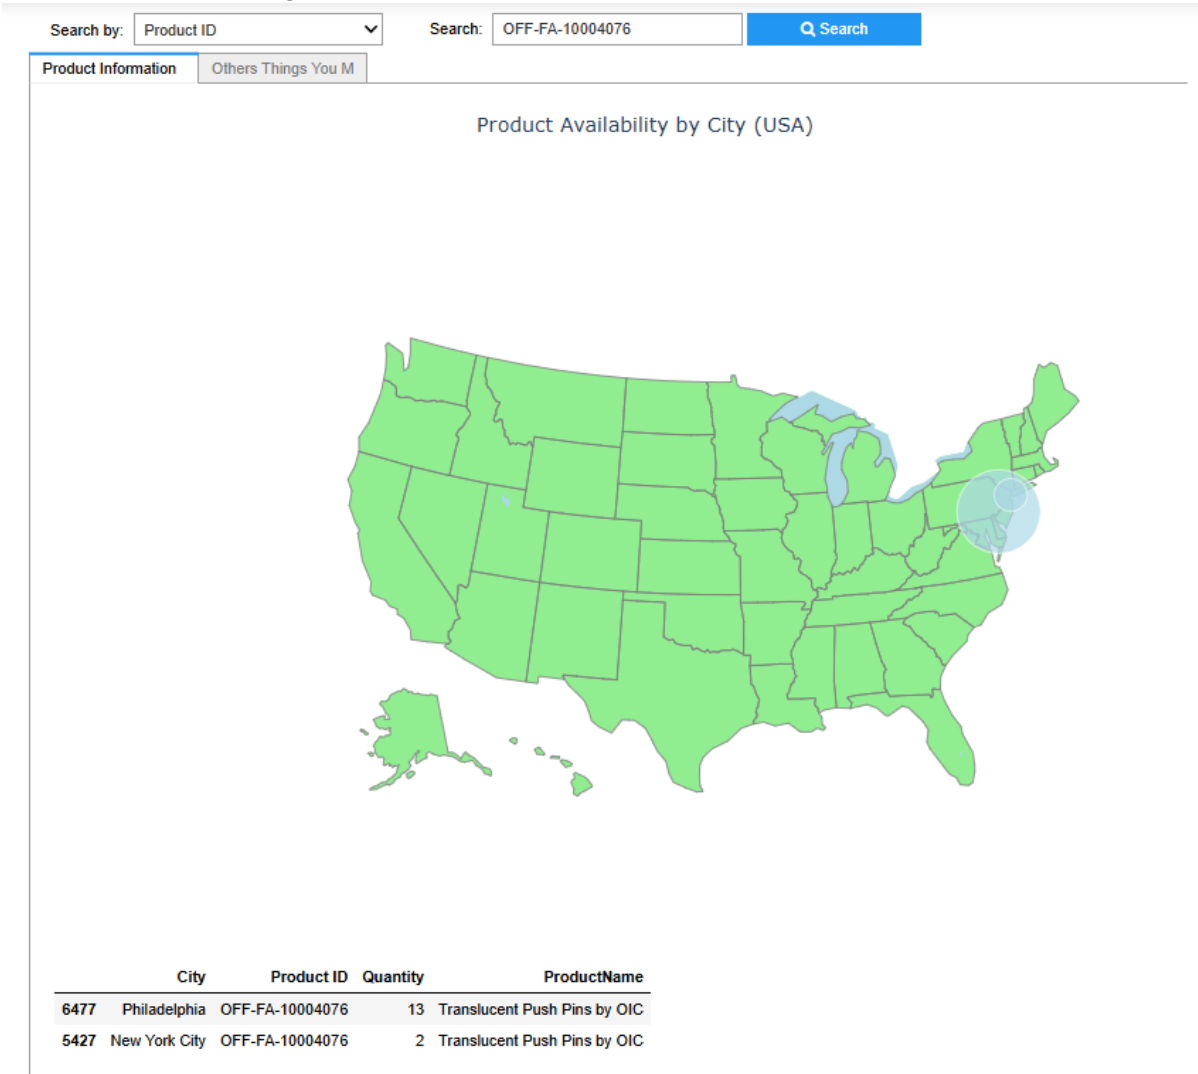 Search by: Product ID Search: OFF-FA-10004076 Search
Product Information Others Things You M
Product Availability by City (USA)
City Product ID Quantity ProductName
6477 Philadelphia OFF-FA-10004076 13 Translucent Push Pins by OIC
5427 New York City OFF-FA-10004076 2 Translucent Push Pins by OIC